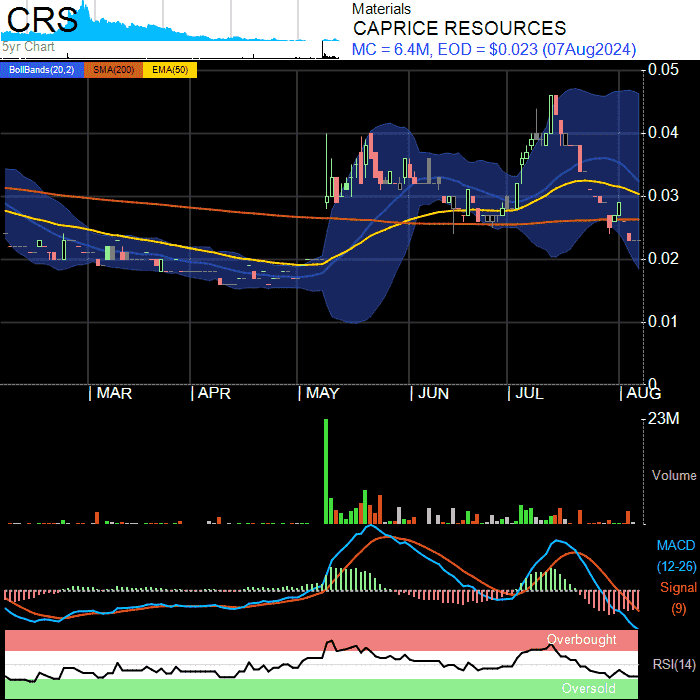 CRS
5yr Chart
Materials
CAPRICE RESOURCES
MC = 6.4M, EOD = $0.023 (07Aug2024)
BollBands(20,2) SMA(200) EMA(50)
0.05
0.04
0.03
0.02
0.01
0
MAR APR MAY JUN JUL AUG
23M
Volume
MACD
(12-26)
Signal
(9)
Overbought
RSI(14)
Oversold